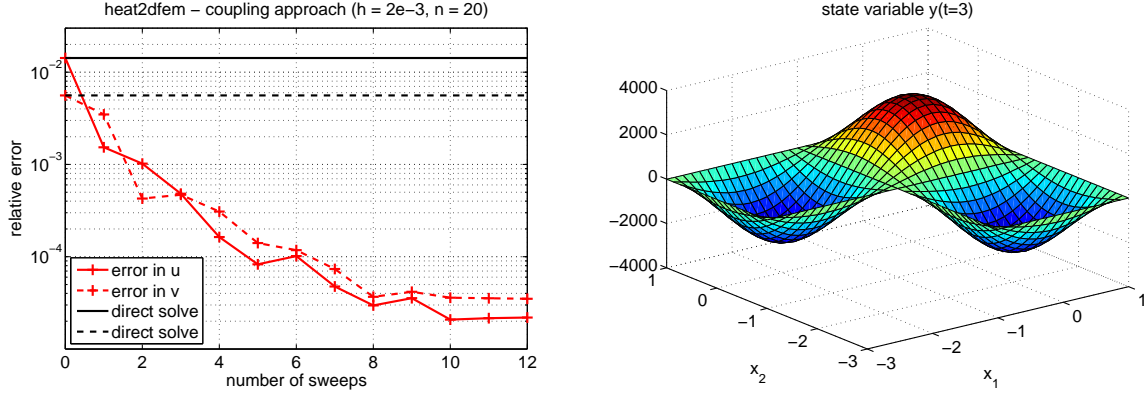 heat2dfem − coupling approach (h = 2e−3, n = 20)
10^−2
10^−3
10^−4
relative error
error in u
error in v
direct solve
direct solve
0 2 4 6 8 10 12
number of sweeps
state variable y(t=3)
4000
2000
0
−2000
−4000
1 0 −1 −2 −3
x_2
−3 −2 −1 0 1
x_1